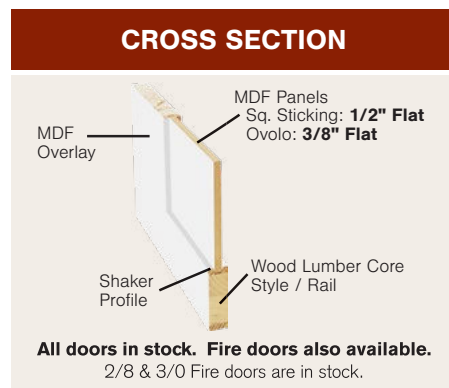 CROSS SECTION
MDF Panels
Sq. Sticking: 1/2" Flat
Ovolo: 3/8" Flat
MDF
Overlay
Shaker
Profile
Wood Lumber Core
Style / Rail
All doors in stock. Fire doors also available.
2/8 & 3/0 Fire doors are in stock.